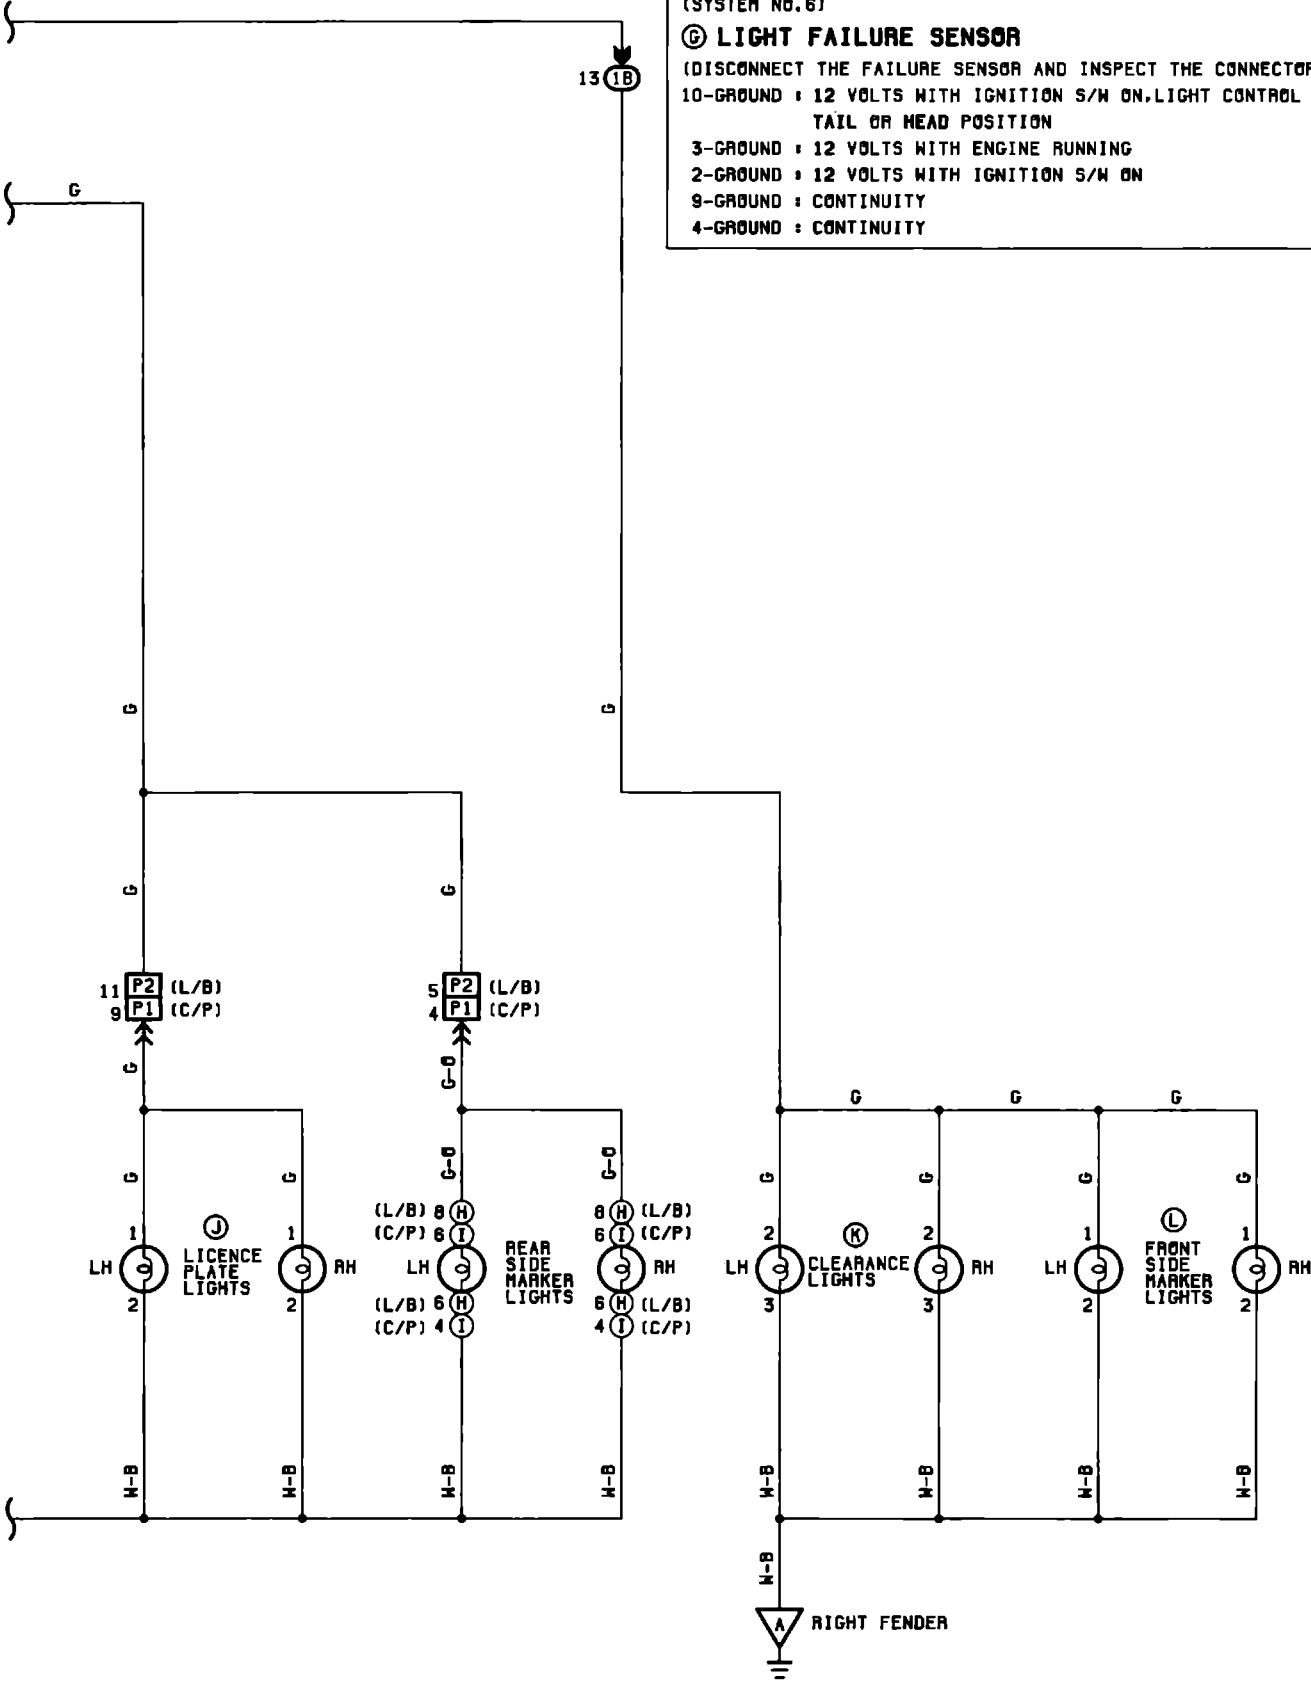 (SYSTEM NO.6)
G LIGHT FAILURE SENSOR
(DISCONNECT THE FAILURE SENSOR AND INSPECT THE CONNECTOR
10-GROUND : 12 VOLTS WITH IGNITION S/W ON,LIGHT CONTROL
TAIL OR HEAD POSITION
3-GROUND : 12 VOLTS WITH ENGINE RUNNING
2-GROUND : 12 VOLTS WITH IGNITION S/W ON
9-GROUND : CONTINUITY
4-GROUND : CONTINUITY
13 1B
G
G
G
G
G
11 P2 (L/B)
9 P1 (C/P)
5 P2 (L/B)
4 P1 (C/P)
G
G-O
G
G
G
G
G
G-O
G-O
G
G
G
G
(L/B) 8 H
(C/P) 6 I
8 H (L/B)
6 I (C/P)
1
J
1
2
K
2
1
L
1
LH
LICENCE
PLATE
LIGHTS
RH
LH
REAR
SIDE
MARKER
LIGHTS
RH
LH
CLEARANCE
LIGHTS
RH
LH
FRONT
SIDE
MARKER
LIGHTS
RH
2
2
(L/B) 6 H
(C/P) 4 I
6 H (L/B)
4 I (C/P)
3
3
2
2
W-B
W-B
W-B
W-B
W-B
W-B
W-B
W-B
W-B
A RIGHT FENDER